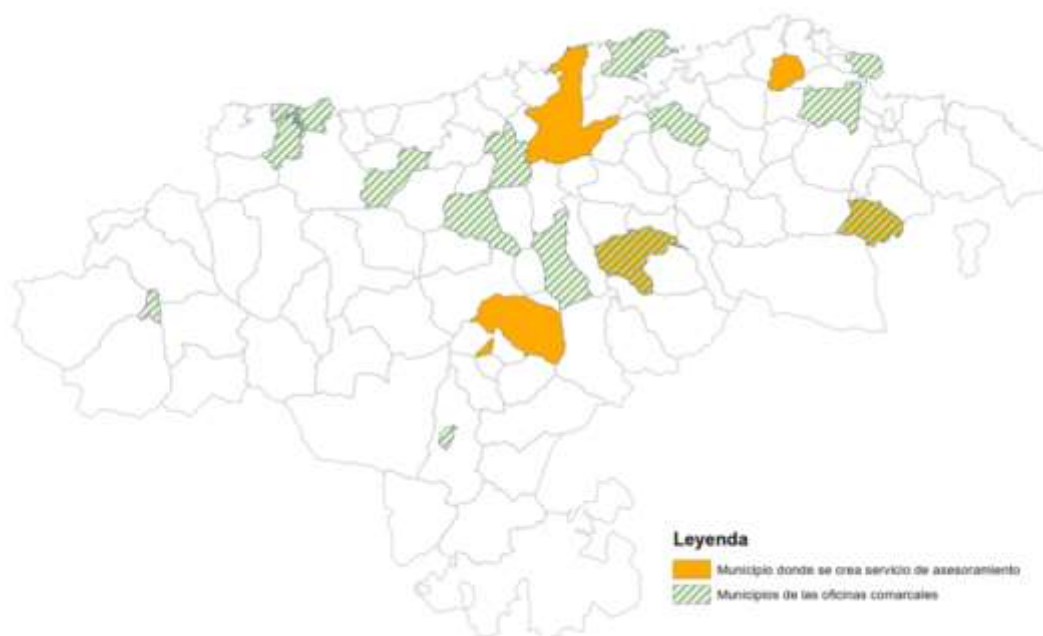 Leyenda
Municipio donde se crea servicio de asesoramiento
Municipios de las oficinas comarcales